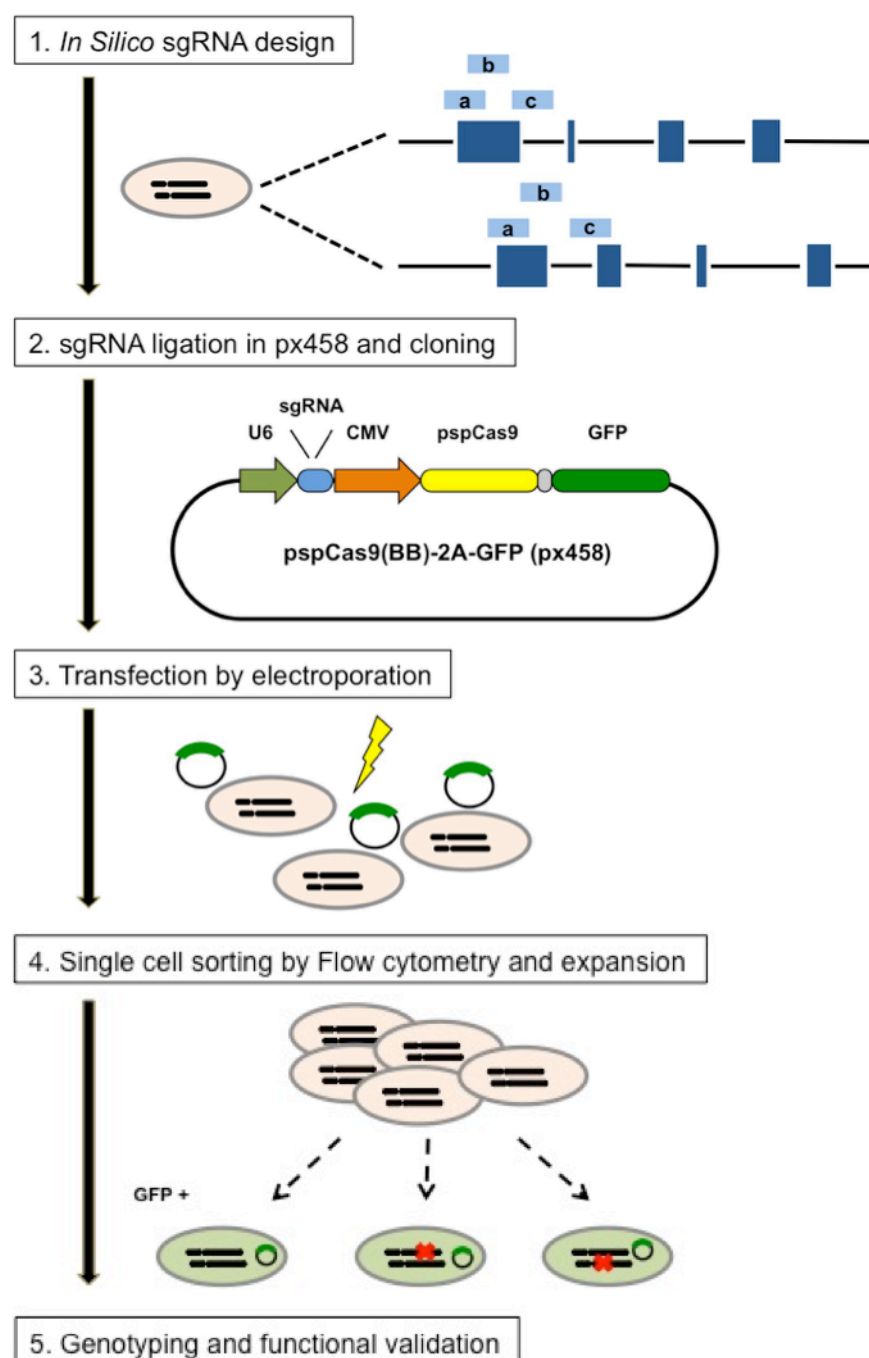 1. In Silico sgRNA design
b
a c
b
a c
2. sgRNA ligation in px458 and cloning
sgRNA
U6 CMV pspCas9 GFP
pspCas9(BB)-2A-GFP (px458)
3. Transfection by electroporation
4. Single cell sorting by Flow cytometry and expansion
GFP +
5. Genotyping and functional validation